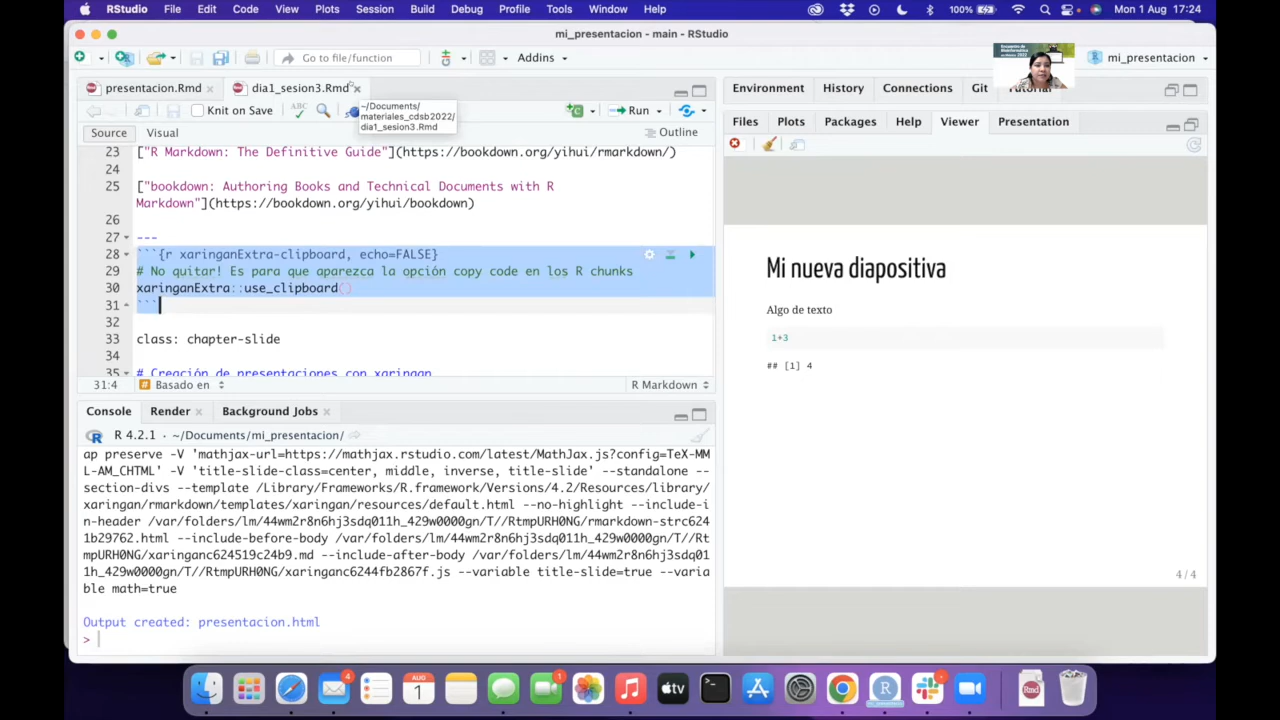 RStudio File Edit Code View Plots Session Build Debug Profile Tools Window Help 100% Mon 1 Aug 17:24
mi_presentacion - main - RStudio
Go to file/function Addins mi_presentacion
presentacion.Rmd dia1_sesion3.Rmd
Knit on Save Run
~/Documents/
materiales_cdsb2022/
dia1_sesion3.Rmd
Source Visual Outline
23 ["R Markdown: The Definitive Guide"](https://bookdown.org/yihui/rmarkdown/)
24
25 ["bookdown: Authoring Books and Technical Documents with R
Markdown"](https://bookdown.org/yihui/bookdown)
26
27 ---
28 ```{r xaringanExtra-clipboard, echo=FALSE}
29 # No quitar! Es para que aparezca la opción copy code en los R chunks
30 xaringanExtra::use_clipboard()
31 ```
32
33 class: chapter-slide
34
35 # Creación de presentaciones con xaringan
31:4 # Basado en R Markdown
Console Render Background Jobs
R 4.2.1 · ~/Documents/mi_presentacion/
ap preserve -V 'mathjax-url=https://mathjax.rstudio.com/latest/MathJax.js?config=TeX-MM
L-AM_CHTML' -V 'title-slide-class=center, middle, inverse, title-slide' --standalone --
section-divs --template /Library/Frameworks/R.framework/Versions/4.2/Resources/library/
xaringan/rmarkdown/templates/xaringan/resources/default.html --no-highlight --include-i
n-header /var/folders/lm/44wm2r8n6hj3sdq011h_429w0000gn/T//RtmpURH0NG/rmarkdown-strc624
1b29762.html --include-before-body /var/folders/lm/44wm2r8n6hj3sdq011h_429w0000gn/T//Rt
mpURH0NG/xaringanc624519c24b9.md --include-after-body /var/folders/lm/44wm2r8n6hj3sdq01
1h_429w0000gn/T//RtmpURH0NG/xaringanc6244fb2867f.js --variable title-slide=true --varia
ble math=true
Output created: presentacion.html
>
Environment History Connections Git Tutorial
Files Plots Packages Help Viewer Presentation
Mi nueva diapositiva
Algo de texto
1+3
## [1] 4
4 / 4
4
AUG
1
1
tv
Rmd